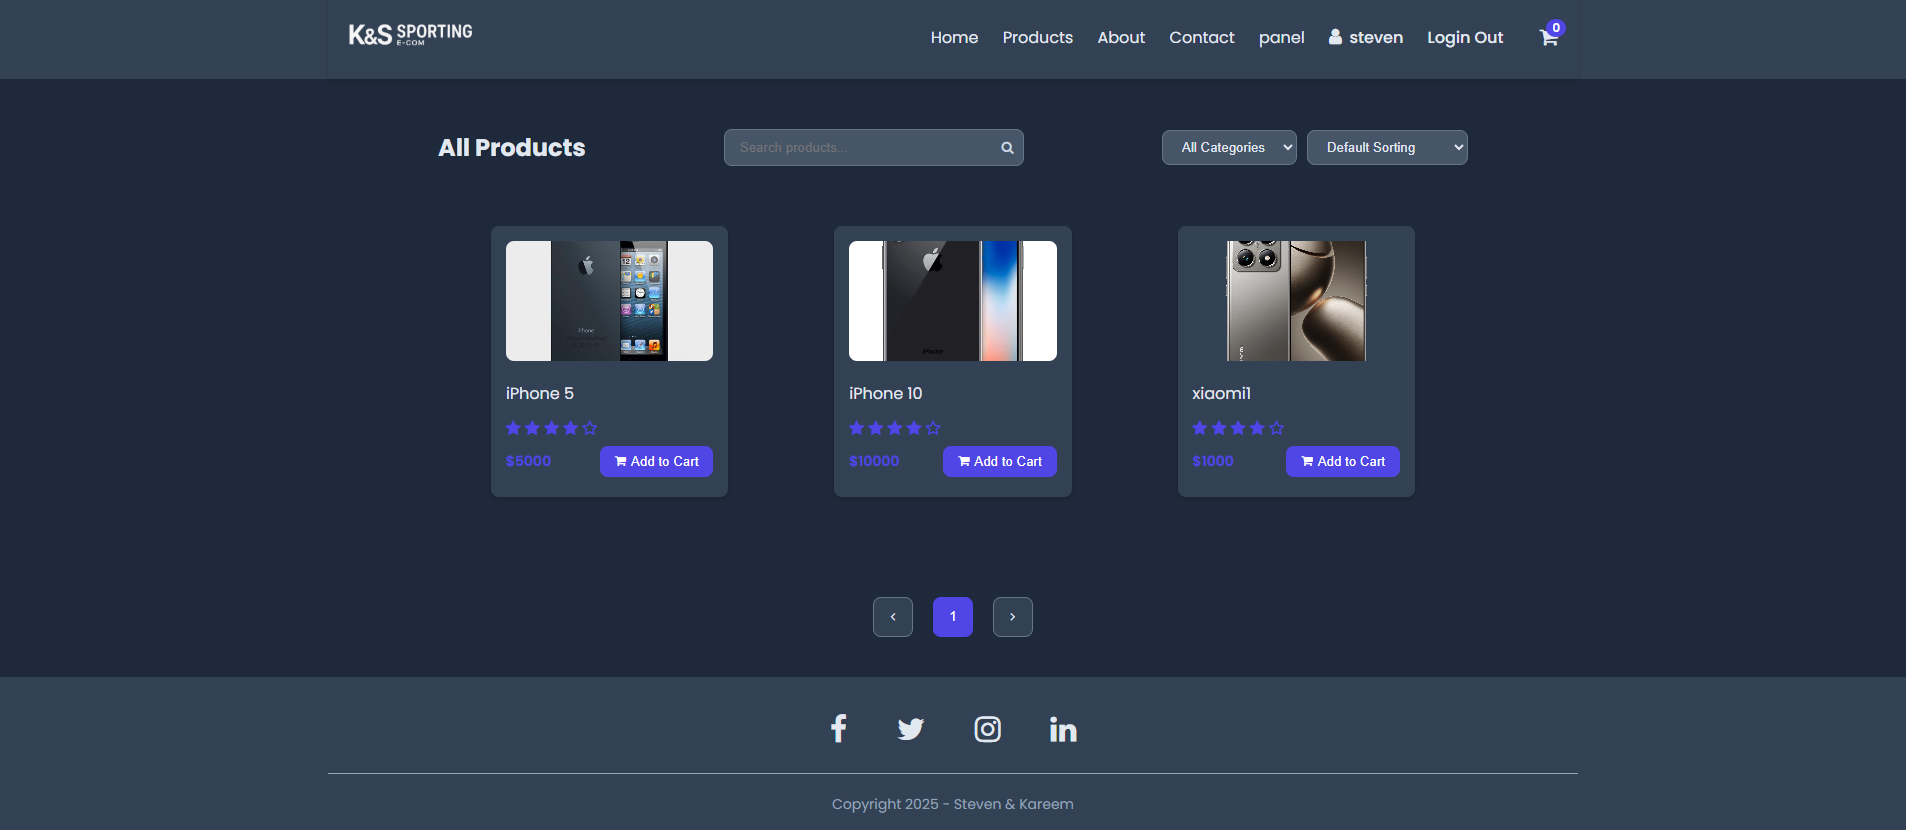 K&S SPORTING
E-COM
Home Products About Contact panel steven Login Out 0
All Products
Search products...
All Categories
Default Sorting
iPhone
iPhone
iPhone 5
iPhone 10
xiaomi1
$5000 Add to Cart
$10000 Add to Cart
$1000 Add to Cart
1
Copyright 2025 - Steven & Kareem